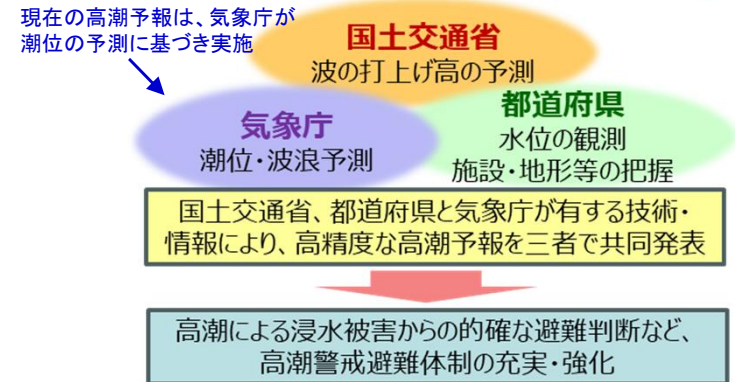 現在の高潮予報は、気象庁が
潮位の予測に基づき実施
国土交通省
波の打上げ高の予測
気象庁
潮位・波浪予測
都道府県
水位の観測
施設・地形等の把握
国土交通省、都道府県と気象庁が有する技術・
情報により、高精度な高潮予報を三者で共同発表
高潮による浸水被害からの的確な避難判断など、
高潮警戒避難体制の充実・強化